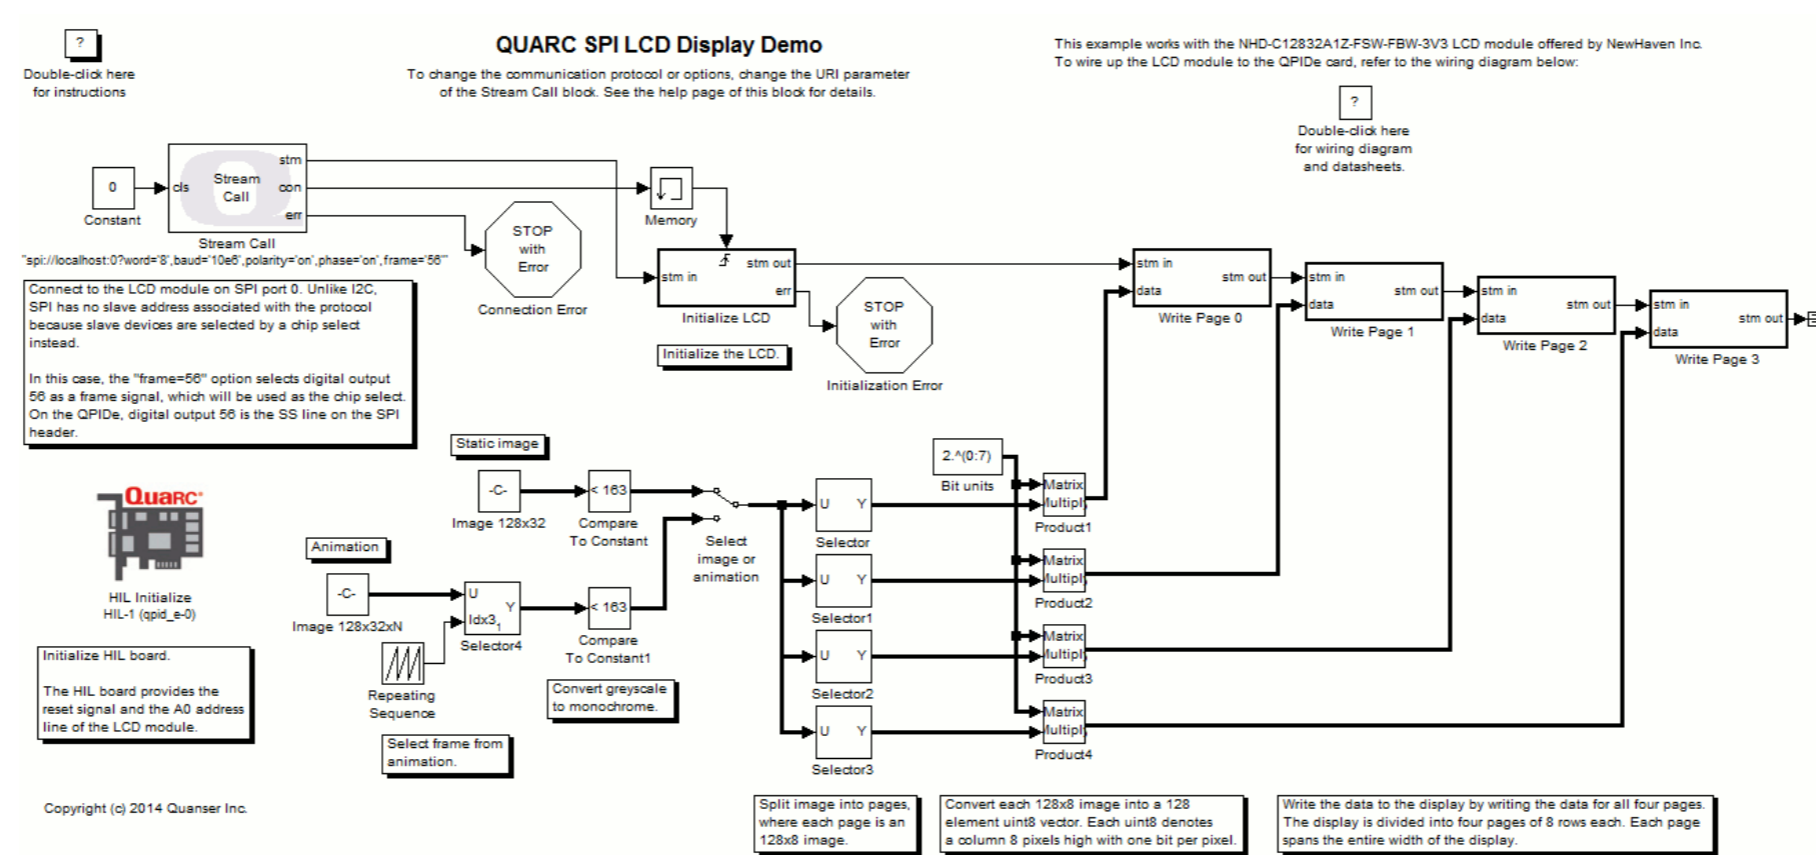 ?
Double-click here
for instructions
QUARC SPI LCD Display Demo
To change the communication protocol or options, change the URI parameter
of the Stream Call block. See the help page of this block for details.
This example works with the NHD-C12832A1Z-FSW-FBW-3V3 LCD module offered by NewHaven Inc.
To wire up the LCD module to the QPIDe card, refer to the wiring diagram below:
?
Double-click here
for wiring diagram
and datasheets.
0
Constant
cls
Stream
Call
stm
con
err
Stream Call
"spi://localhost:0?word='8',baud='10e6',polarity='on',phase='on',frame='56'"
STOP
with
Error
Connection Error
Memory
stm in
stm out
err
Initialize LCD
Initialize the LCD.
STOP
with
Error
Initialization Error
stm in
data
stm out
Write Page 0
stm in
data
stm out
Write Page 1
stm in
data
stm out
Write Page 2
stm in
data
stm out
Write Page 3
Connect to the LCD module on SPI port 0. Unlike I2C,
SPI has no slave address associated with the protocol
because slave devices are selected by a chip select
instead.
In this case, the "frame=56" option selects digital output
56 as a frame signal, which will be used as the chip select.
On the QPIDe, digital output 56 is the SS line on the SPI
header.
QUARC
HIL Initialize
HIL-1 (qpid_e-0)
Initialize HIL board.
The HIL board provides the
reset signal and the A0 address
line of the LCD module.
Static image
-C-
Image 128x32
< 163
Compare
To Constant
Animation
-C-
Image 128x32xN
U
Idx3
1
Y
Selector4
Repeating
Sequence
Select frame from
animation.
< 163
Compare
To Constant1
Convert greyscale
to monochrome.
Select
image or
animation
U Y
Selector
U Y
Selector1
U Y
Selector2
U Y
Selector3
2.^(0:7)
Bit units
Matrix
Multiply
Product1
Matrix
Multiply
Product2
Matrix
Multiply
Product3
Matrix
Multiply
Product4
Split image into pages,
where each page is an
128x8 image.
Convert each 128x8 image into a 128
element uint8 vector. Each uint8 denotes
a column 8 pixels high with one bit per pixel.
Write the data to the display by writing the data for all four pages.
The display is divided into four pages of 8 rows each. Each page
spans the entire width of the display.
Copyright (c) 2014 Quanser Inc.